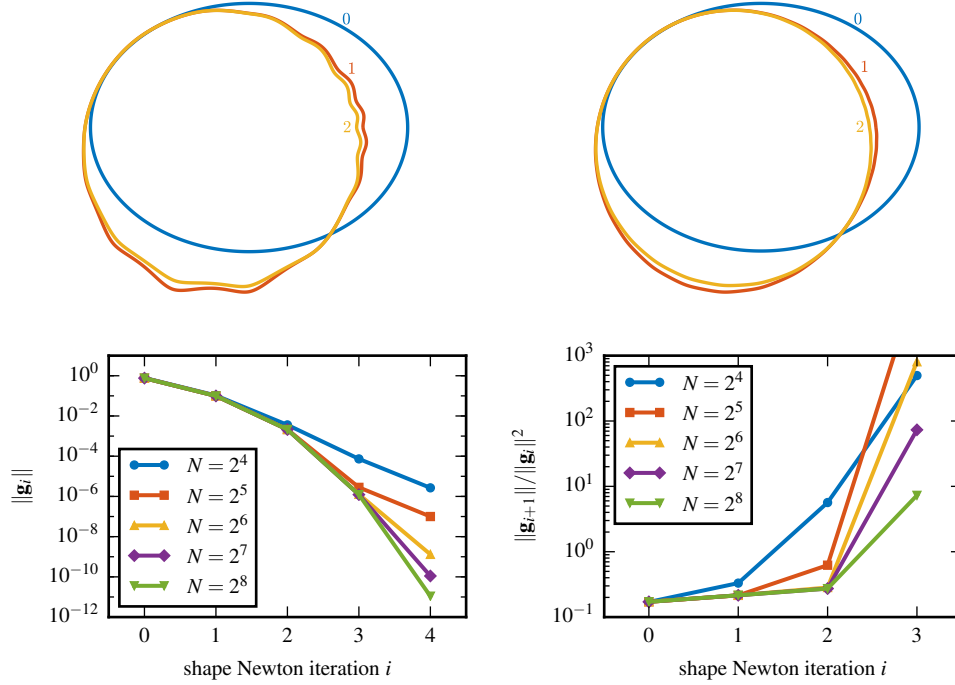 0
1
2
0
1
2
10^0
10^{-2}
10^{-4}
10^{-6}
10^{-8}
10^{-10}
10^{-12}
||g_i||
N = 2^4
N = 2^5
N = 2^6
N = 2^7
N = 2^8
0 1 2 3 4
shape Newton iteration i
10^3
10^2
10^1
10^0
10^{-1}
||g_{i+1}||/||g_i||^2
N = 2^4
N = 2^5
N = 2^6
N = 2^7
N = 2^8
0 1 2 3
shape Newton iteration i